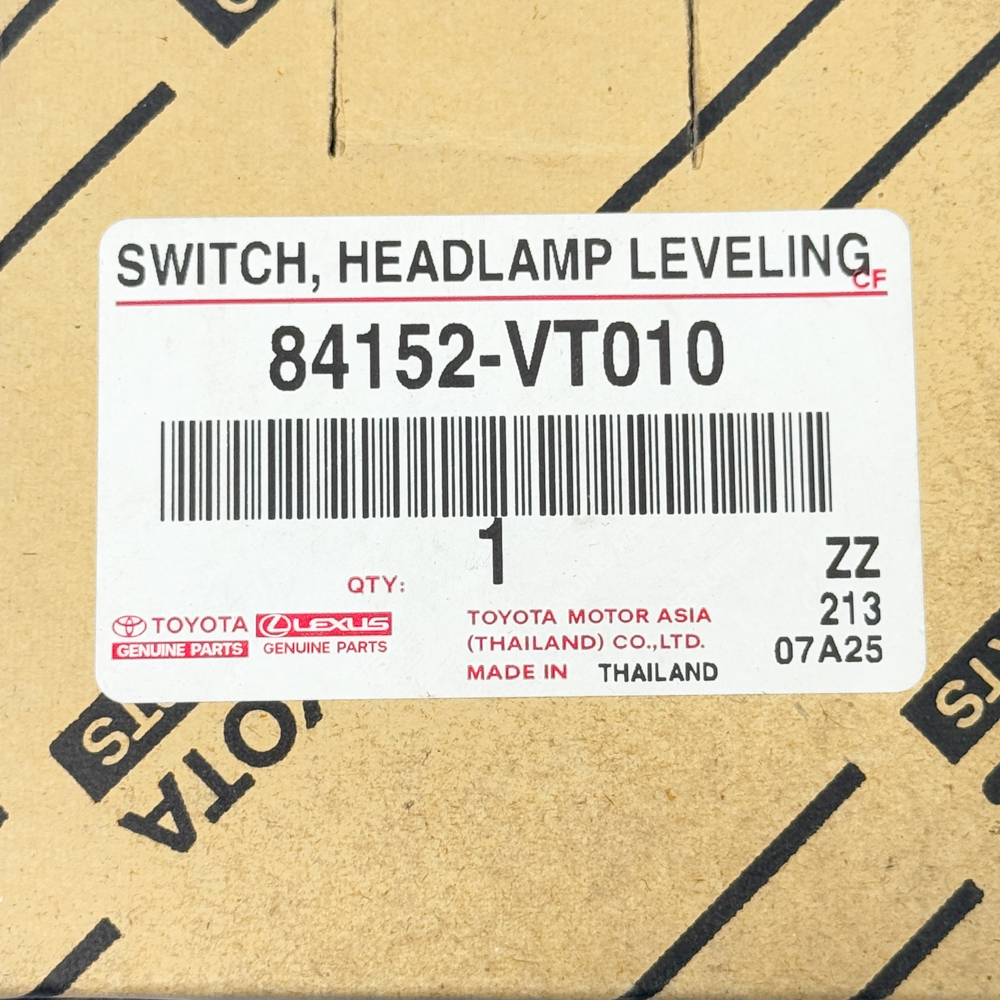 SWITCH, HEADLAMP LEVELING
CF
84152-VT010
1
QTY:
ZZ
213
07A25
TOYOTA LEXUS
GENUINE PARTS GENUINE PARTS
TOYOTA MOTOR ASIA
(THAILAND) CO.,LTD.
MADE IN THAILAND